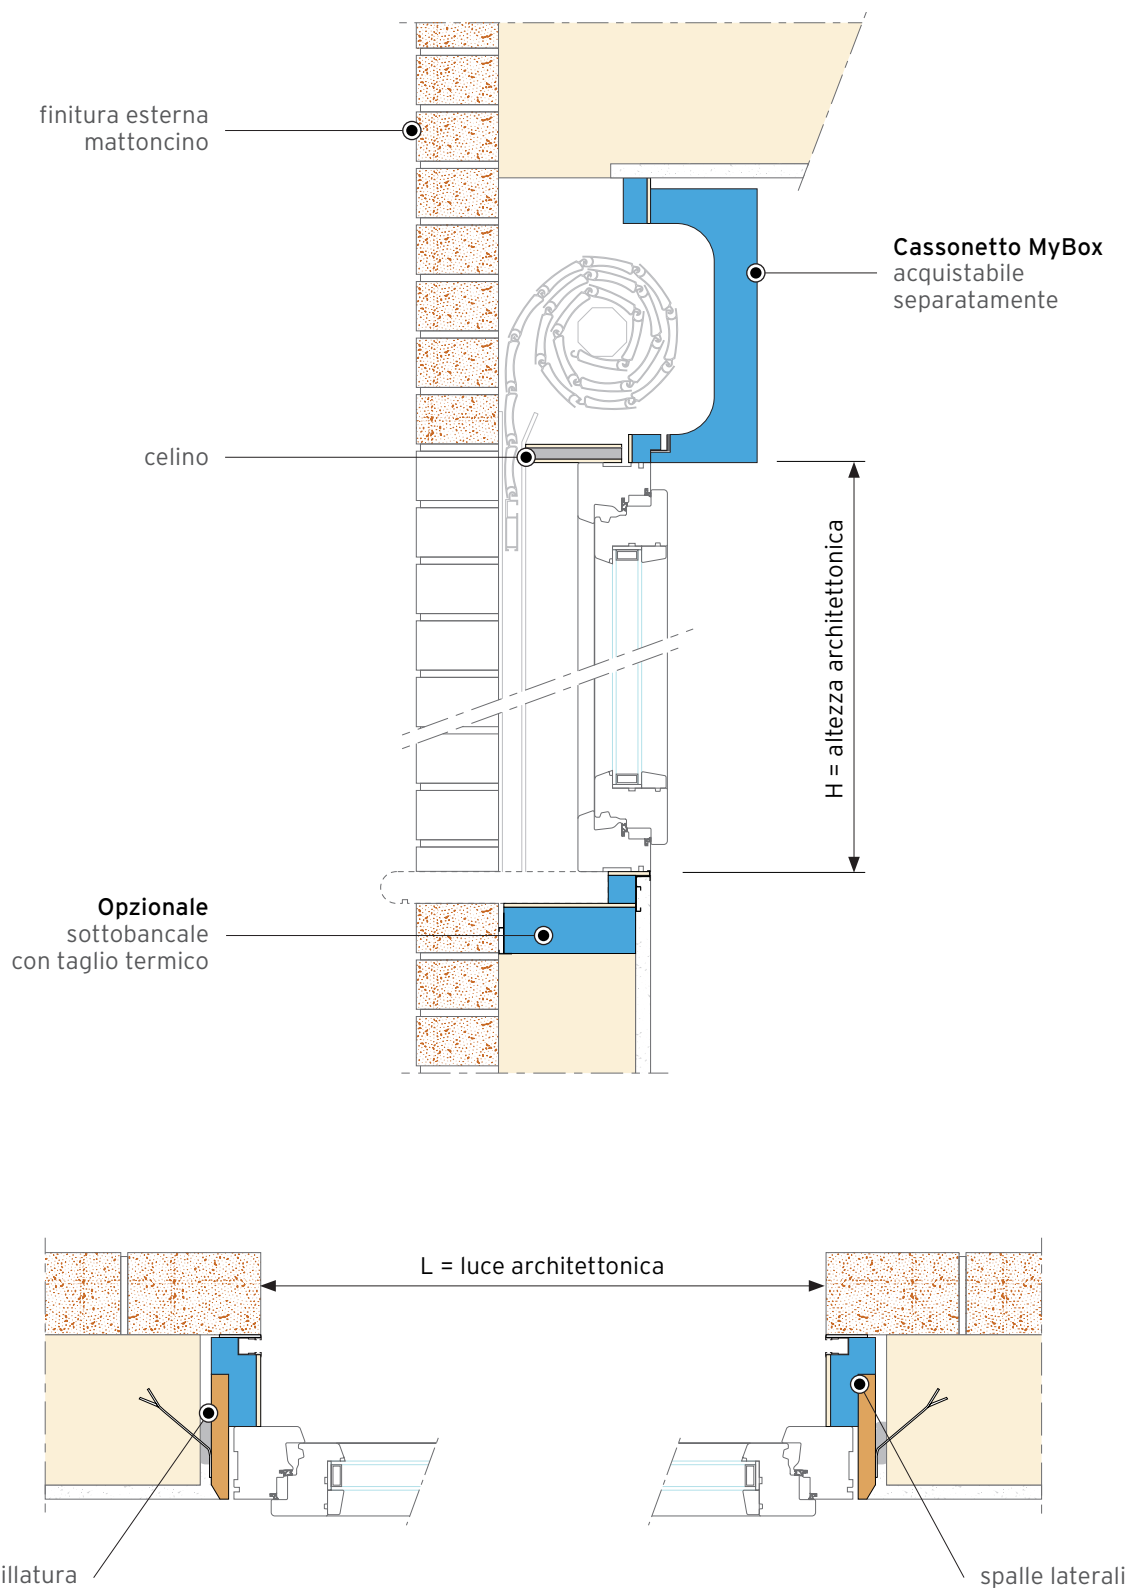 finitura esterna
mattoncino
Cassonetto MyBox
acquistabile
separatamente
celino
H = altezza architettonica
Opzionale
sottobancale
con taglio termico
L = luce architettonica
illatura
spalle laterali